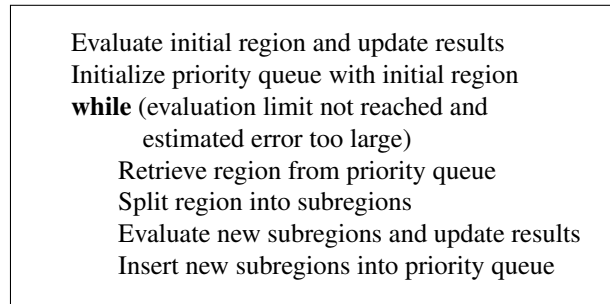 Evaluate initial region and update results
Initialize priority queue with initial region
while (evaluation limit not reached and
estimated error too large)
Retrieve region from priority queue
Split region into subregions
Evaluate new subregions and update results
Insert new subregions into priority queue